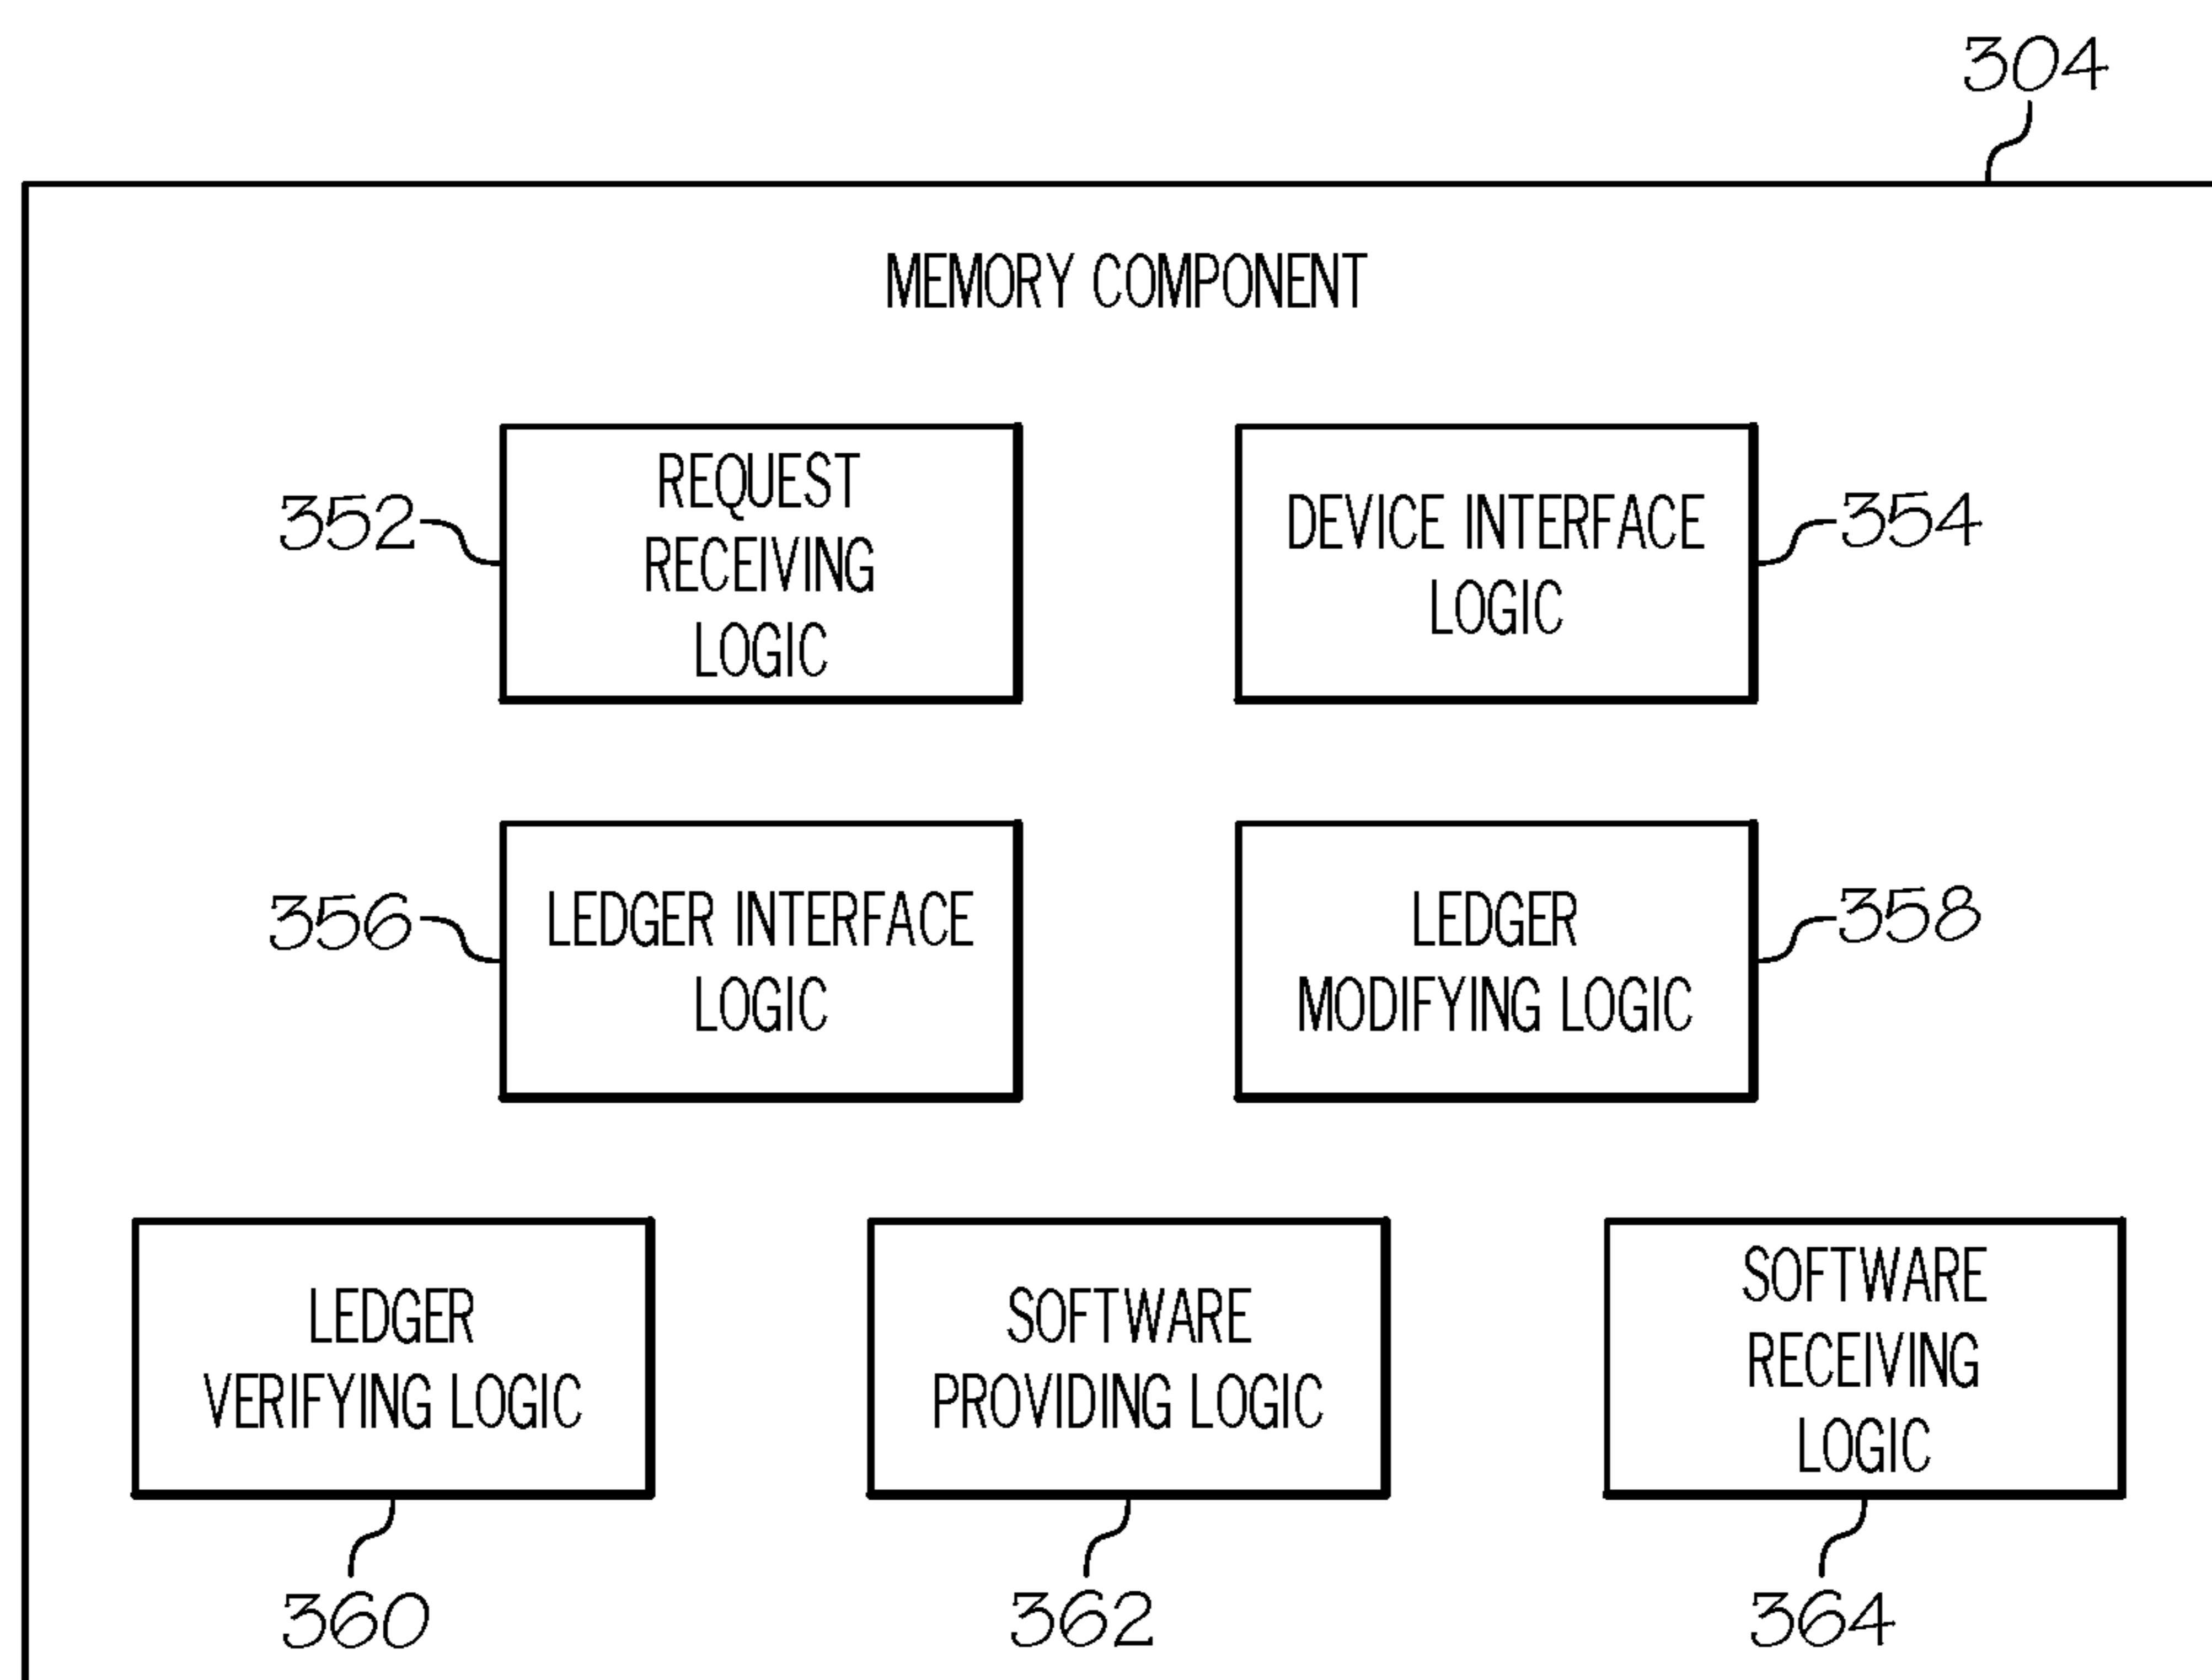 304
MEMORY COMPONENT
REQUEST
RECEIVING
LOGIC
352
DEVICE INTERFACE
LOGIC
354
356
LEDGER INTERFACE
LOGIC
LEDGER
MODIFYING LOGIC
358
LEDGER
VERIFYING LOGIC
SOFTWARE
PROVIDING LOGIC
SOFTWARE
RECEIVING
LOGIC
360
362
364